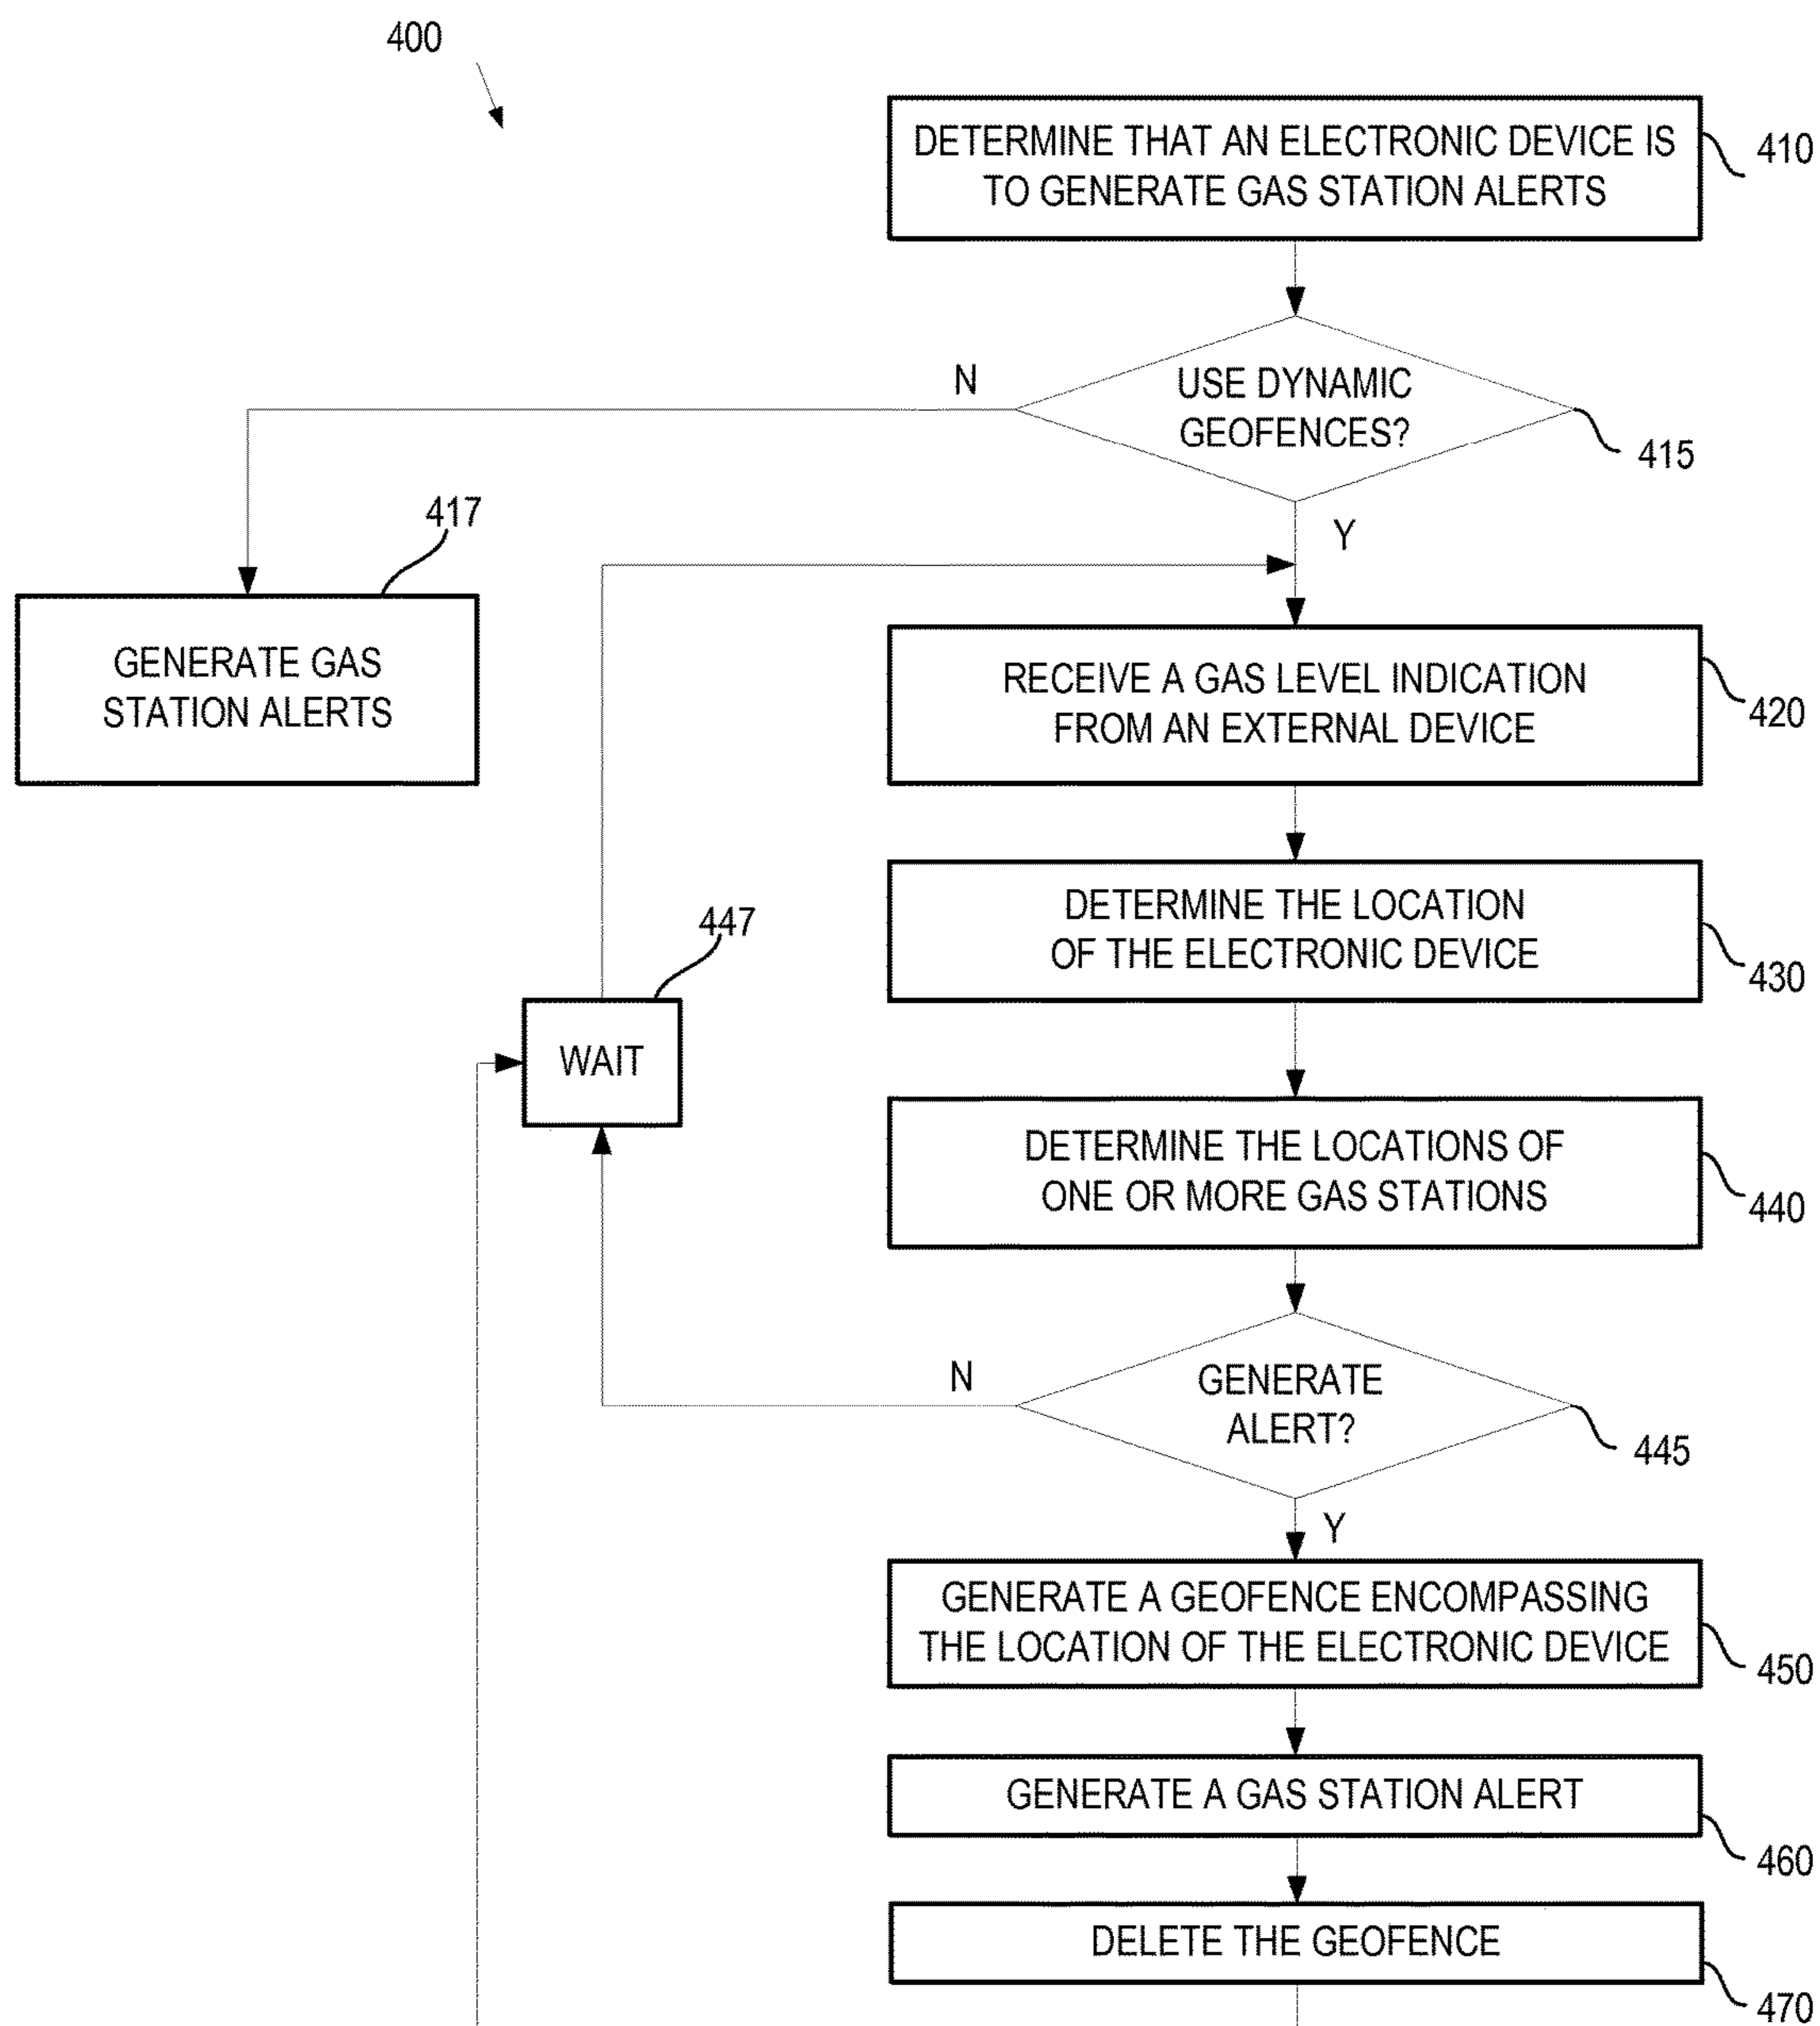 400
DETERMINE THAT AN ELECTRONIC DEVICE IS
TO GENERATE GAS STATION ALERTS
410
N
USE DYNAMIC
GEOFENCES?
415
Y
417
GENERATE GAS
STATION ALERTS
RECEIVE A GAS LEVEL INDICATION
FROM AN EXTERNAL DEVICE
420
DETERMINE THE LOCATION
OF THE ELECTRONIC DEVICE
430
447
WAIT
DETERMINE THE LOCATIONS OF
ONE OR MORE GAS STATIONS
440
N
GENERATE
ALERT?
445
Y
GENERATE A GEOFENCE ENCOMPASSING
THE LOCATION OF THE ELECTRONIC DEVICE
450
GENERATE A GAS STATION ALERT
460
DELETE THE GEOFENCE
470